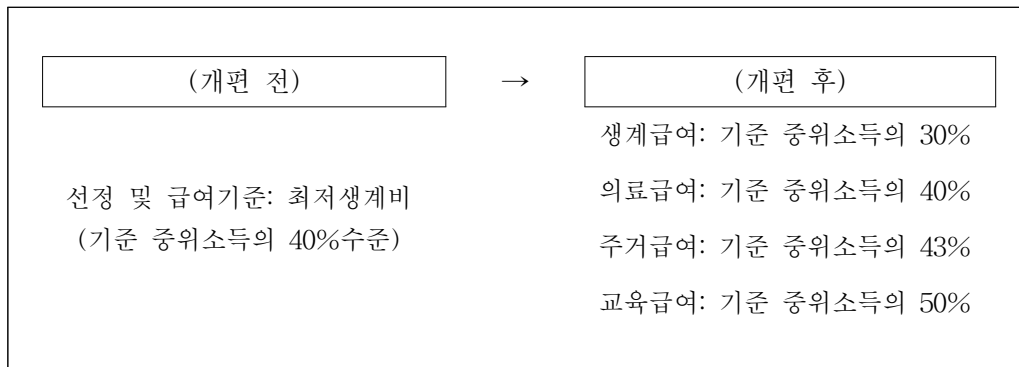 (개편 전)
→
(개편 후)
선정 및 급여기준: 최저생계비
(기준 중위소득의 40%수준)
생계급여: 기준 중위소득의 30%
의료급여: 기준 중위소득의 40%
주거급여: 기준 중위소득의 43%
교육급여: 기준 중위소득의 50%